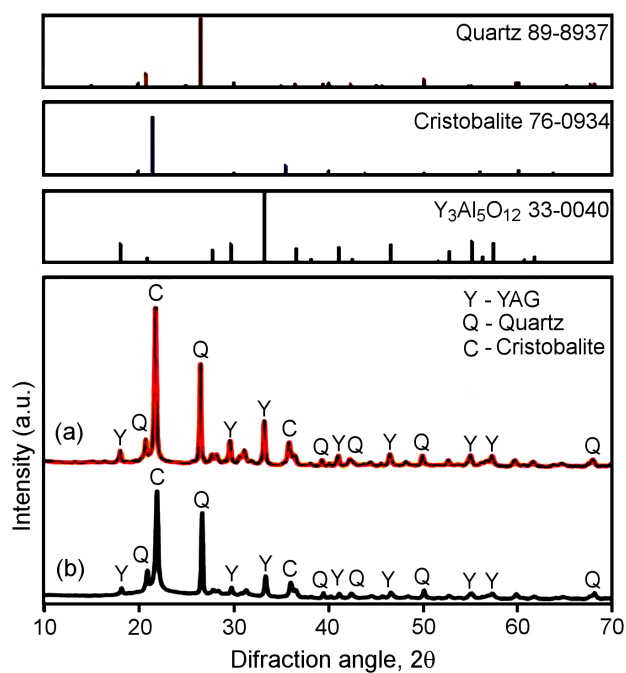 Quartz 89-8937
Cristobalite 76-0934
Y₃Al₅O₁₂ 33-0040
Y - YAG
Q - Quartz
C - Cristobalite
Intensity (a.u.)
(a)
Y Q C Q Y Y C Q Y Q Y Q Y Y Q
(b)
Y Q C Q Y Y C Q Y Q Y Q Y Y Q
10 20 30 40 50 60 70
Difraction angle, 2θ